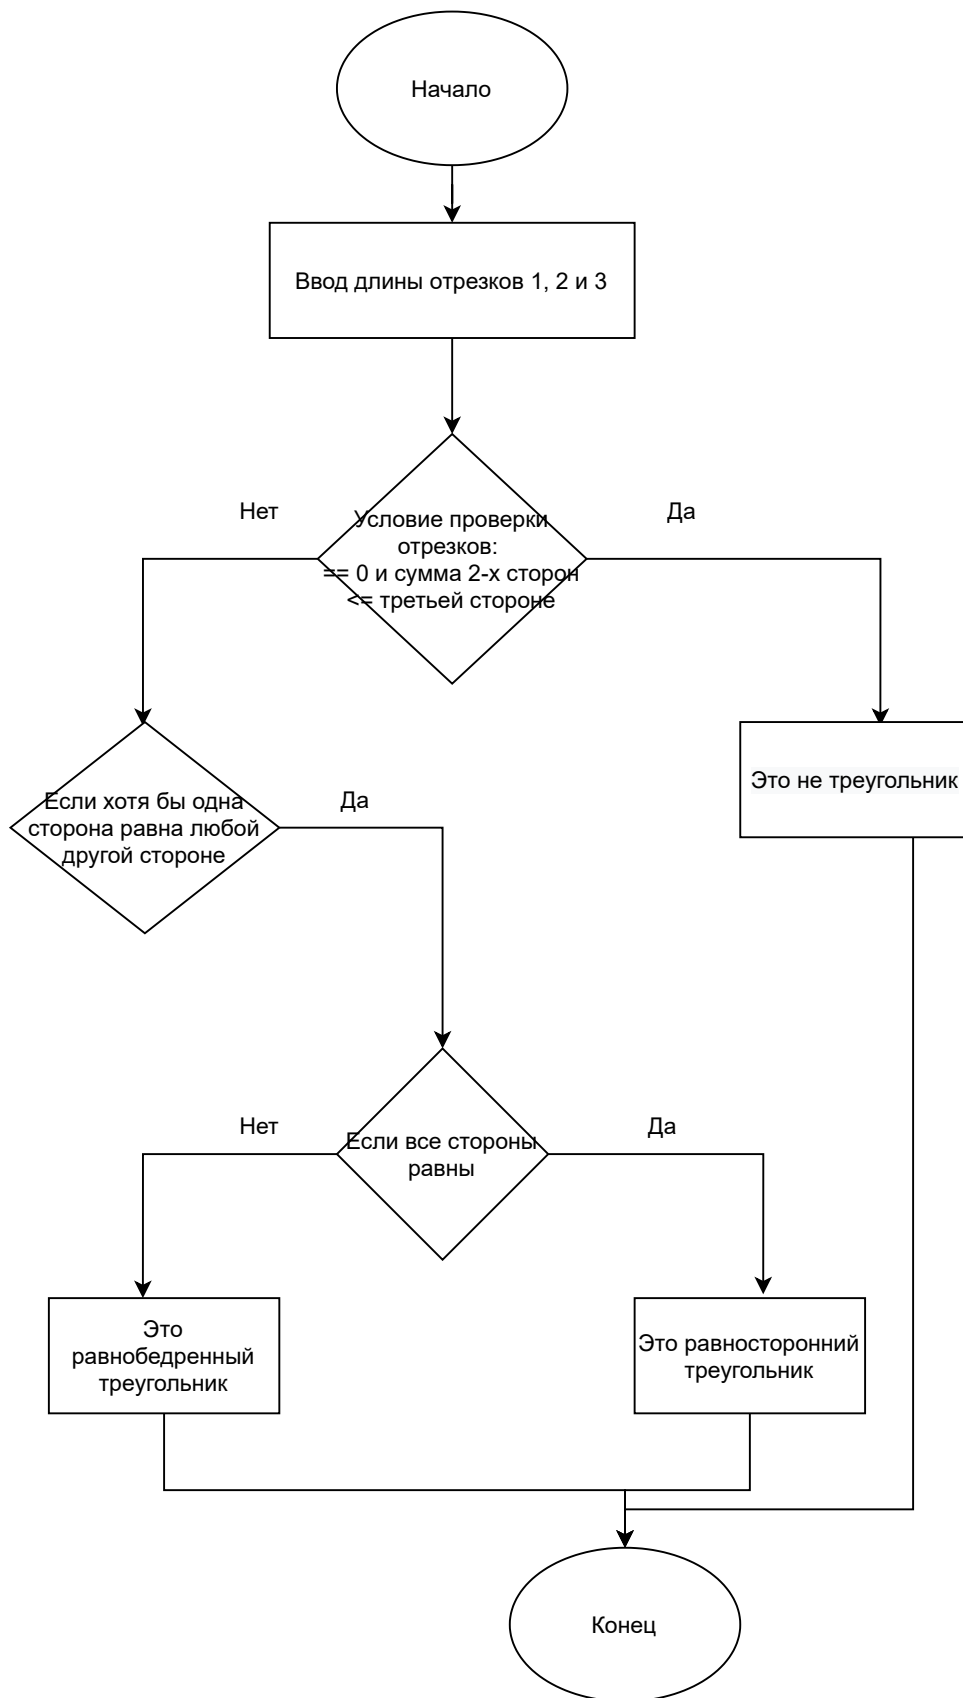 Начало
Ввод длины отрезков 1, 2 и 3
Нет
Да
Условие проверки
отрезков:
== 0 и сумма 2-х сторон
<= третьей стороне
Это не треугольник
Если хотя бы одна
сторона равна любой
другой стороне
Да
Нет
Да
Если все стороны
равны
Это
равнобедренный
треугольник
Это равносторонний
треугольник
Конец